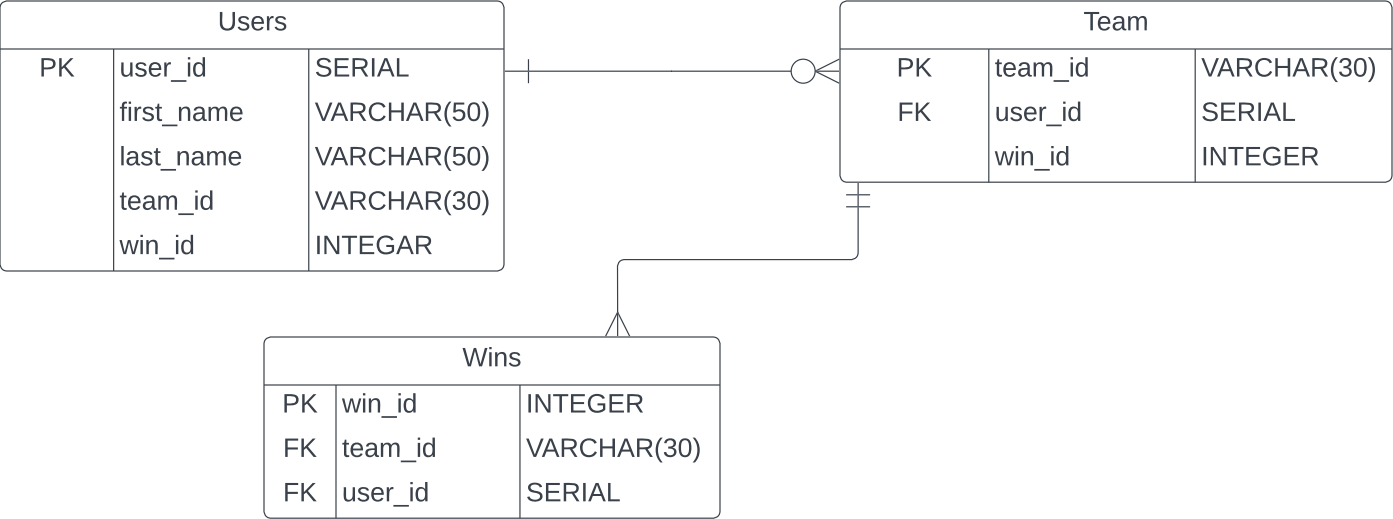 Users
PK user_id SERIAL
first_name VARCHAR(50)
last_name VARCHAR(50)
team_id VARCHAR(30)
win_id INTEGAR
Team
PK team_id VARCHAR(30)
FK user_id SERIAL
win_id INTEGER
Wins
PK win_id INTEGER
FK team_id VARCHAR(30)
FK user_id SERIAL